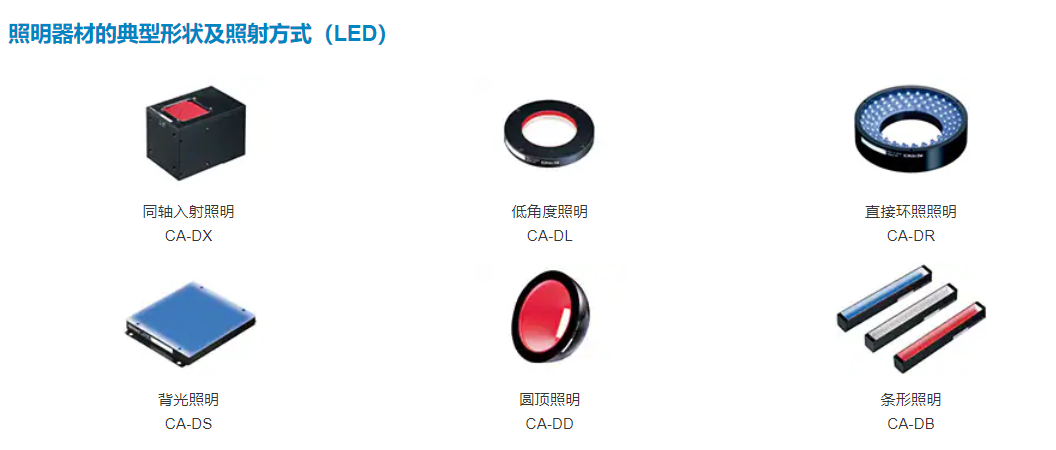 照明器材的典型形状及照射方式（LED）
同轴入射照明
CA-DX
低角度照明
CA-DL
直接环照照明
CA-DR
背光照明
CA-DS
圆顶照明
CA-DD
条形照明
CA-DB